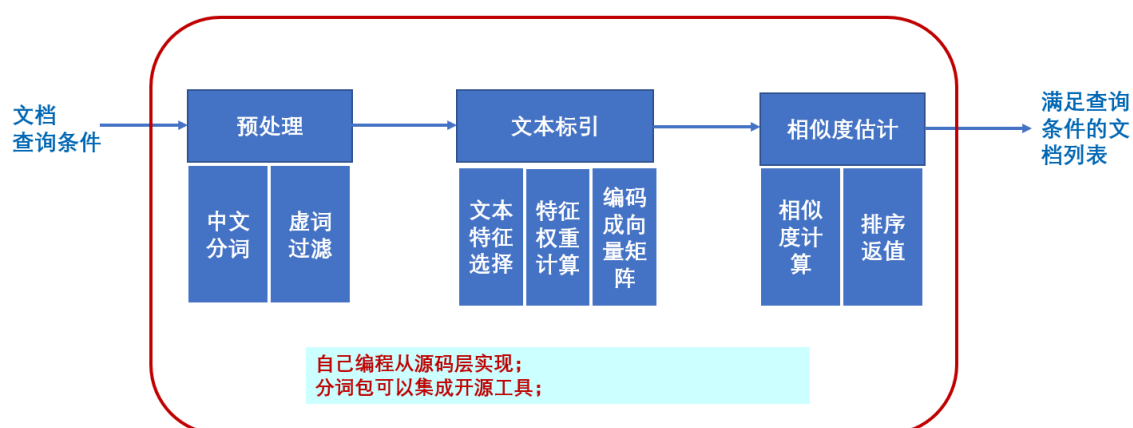 文档
查询条件
预处理
中文
分词
虚词
过滤
文本标引
文本
特征
选择
特征
权重
计算
编码
成向
量矩
阵
相似度估计
相似
度计
算
排序
返值
满足查询
条件的文
档列表
自己编程从源码层实现；
分词包可以集成开源工具；